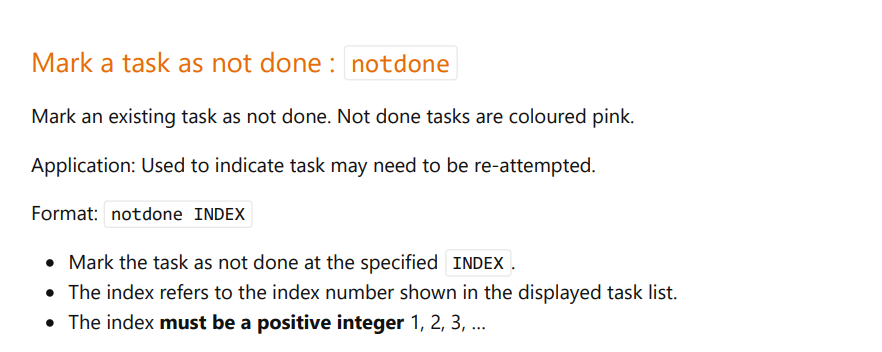 Mark a task as not done : notdone
Mark an existing task as not done. Not done tasks are coloured pink.
Application: Used to indicate task may need to be re-attempted.
Format: notdone INDEX
• Mark the task as not done at the specified INDEX.
• The index refers to the index number shown in the displayed task list.
• The index must be a positive integer 1, 2, 3, …